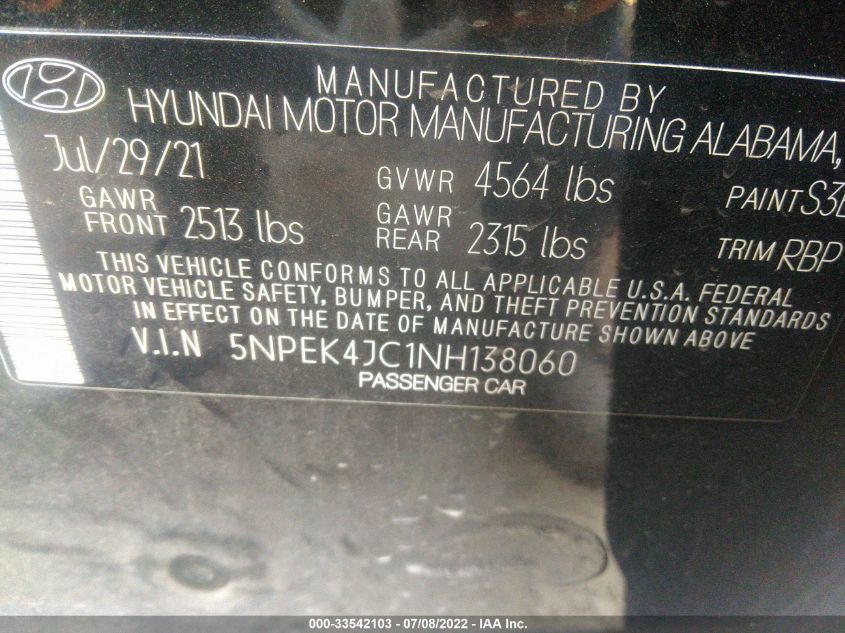 MANUFACTURED BY
HYUNDAI MOTOR MANUFACTURING ALABAMA,
Jul/29/21
GVWR 4564 lbs
PAINT
GAWR
FRONT 2513 lbs
GAWR
REAR 2315 lbs
TRIM RBP
THIS VEHICLE CONFORMS TO ALL APPLICABLE U.S.A. FEDERAL
MOTOR VEHICLE SAFETY, BUMPER, AND THEFT PREVENTION STANDARDS
IN EFFECT ON THE DATE OF MANUFACTURE SHOWN ABOVE
V.I.N 5NPEK4JC1NH138060
PASSENGER CAR
000-33542103 - 07/08/2022 - IAA Inc.